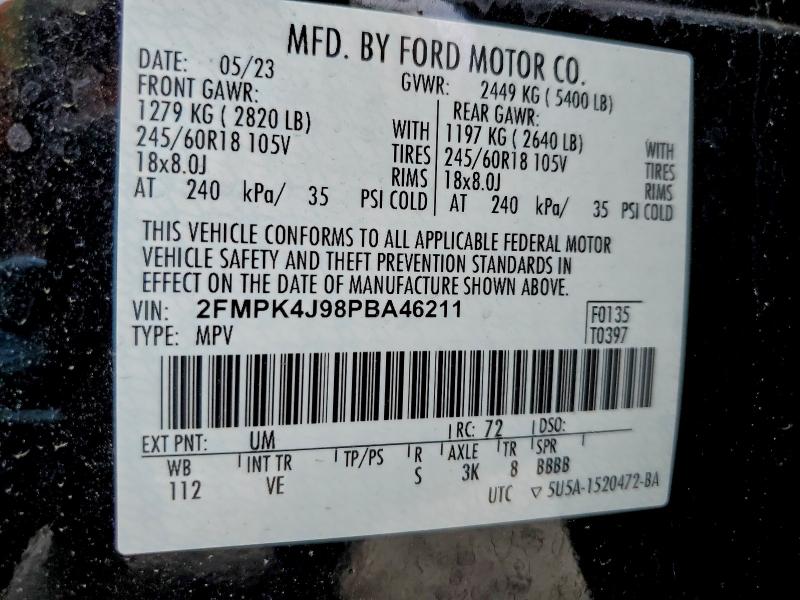 MFD. BY FORD MOTOR CO.
DATE: 05/23
GVWR: 2449 KG ( 5400 LB)
FRONT GAWR:
1279 KG ( 2820 LB)
245/60R18 105V
18x8.0J
WITH
TIRES
RIMS
AT 240 kPa/ 35 PSI COLD
REAR GAWR:
1197 KG ( 2640 LB)
245/60R18 105V
18x8.0J
WITH
TIRES
RIMS
AT 240 kPa/ 35 PSI COLD
THIS VEHICLE CONFORMS TO ALL APPLICABLE FEDERAL MOTOR
VEHICLE SAFETY AND THEFT PREVENTION STANDARDS IN
EFFECT ON THE DATE OF MANUFACTURE SHOWN ABOVE.
VIN: 2FMPK4J98PBA46211
TYPE: MPV
F0135
T0397
EXT PNT: UM RC: 72 DSO:
WB INT TR TP/PS R AXLE TR SPR
112 VE S 3K 8 BBBB
UTC ▽ 5U5A-1520472-BA